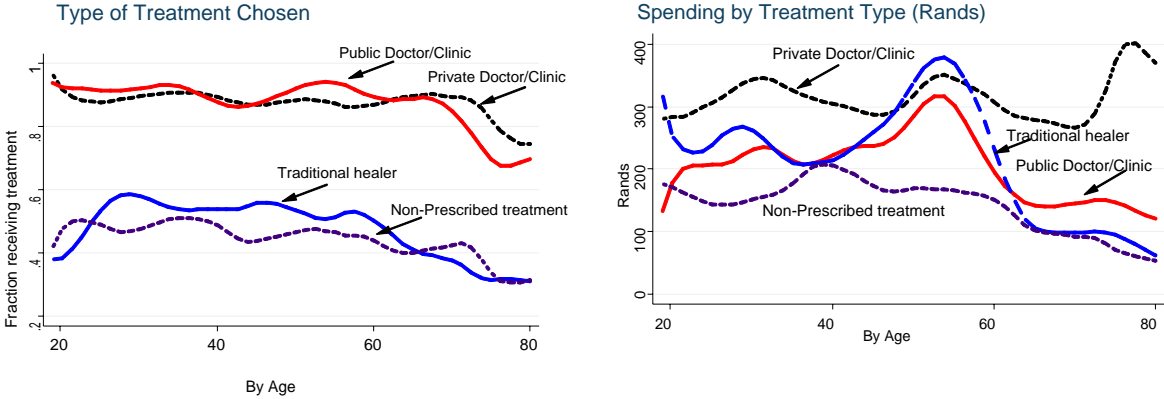 Type of Treatment Chosen
Fraction receiving treatment
1
.8
.6
.4
.2
Public Doctor/Clinic
Private Doctor/Clinic
Traditional healer
Non-Prescribed treatment
20 40 60 80
By Age
Spending by Treatment Type (Rands)
Rands
400
300
200
100
0
Private Doctor/Clinic
Traditional healer
Public Doctor/Clinic
Non-Prescribed treatment
20 40 60 80
By Age